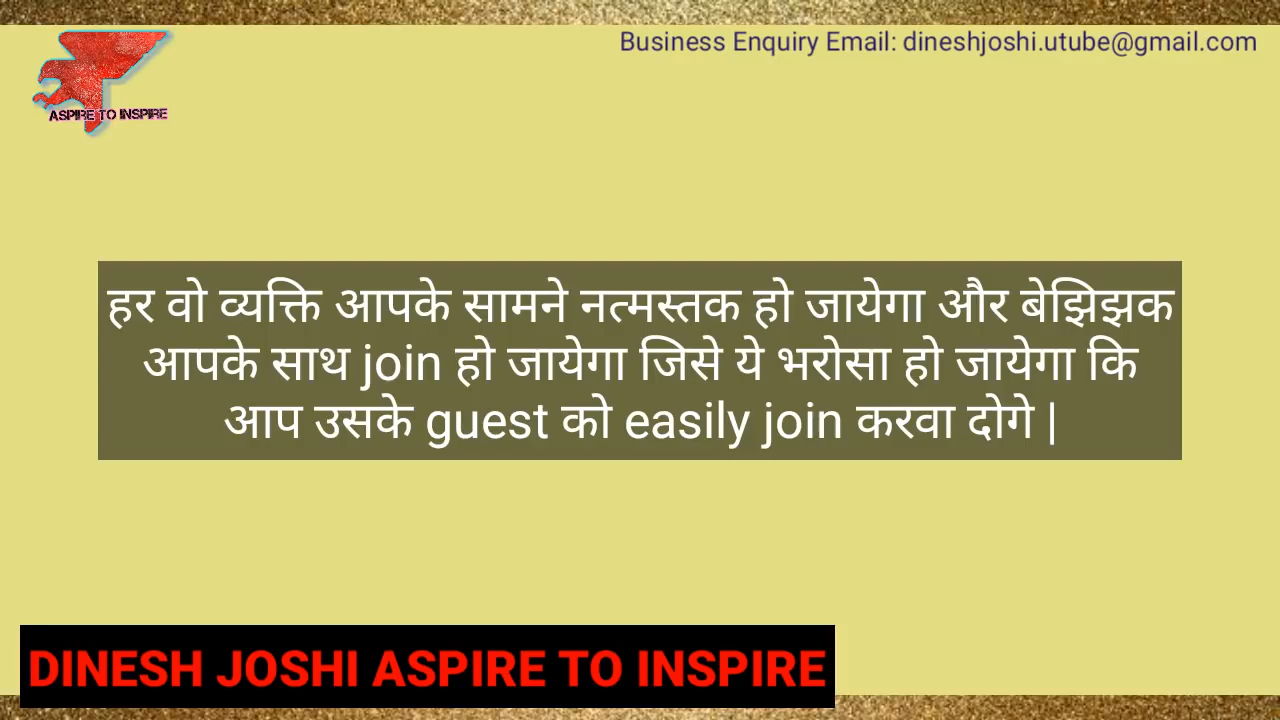 Business Enquiry Email: dineshjoshi.utube@gmail.com
ASPIRE TO INSPIRE
हर वो व्यक्ति आपके सामने नत्मस्तक हो जायेगा और बेझिझक
आपके साथ join हो जायेगा जिसे ये भरोसा हो जायेगा कि
आप उसके guest को easily join करवा दोगे |
DINESH JOSHI ASPIRE TO INSPIRE